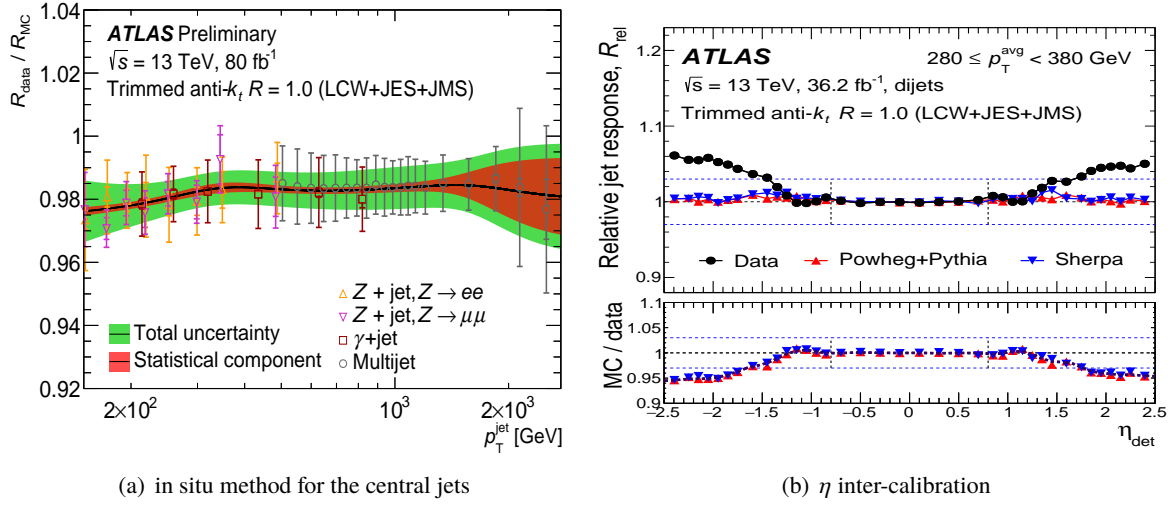 1.04
1.02
1
0.98
0.96
0.94
0.92
R_data / R_MC
ATLAS Preliminary
√s = 13 TeV, 80 fb⁻¹
Trimmed anti-k_t R = 1.0 (LCW+JES+JMS)
Total uncertainty
Statistical component
Z + jet, Z → ee
Z + jet, Z → μμ
γ+jet
Multijet
2×10² 10³ 2×10³
p_T^jet [GeV]
(a) in situ method for the central jets
Relative jet response, R_rel
1.2
1.1
1
0.9
ATLAS 280 ≤ p_T^avg < 380 GeV
√s = 13 TeV, 36.2 fb⁻¹, dijets
Trimmed anti-k_t R = 1.0 (LCW+JES+JMS)
Data Powheg+Pythia Sherpa
MC / data
1.1
1.05
1
0.95
0.9
−2.5 −2 −1.5 −1 −0.5 0 0.5 1 1.5 2 2.5
η_det
(b) η inter-calibration